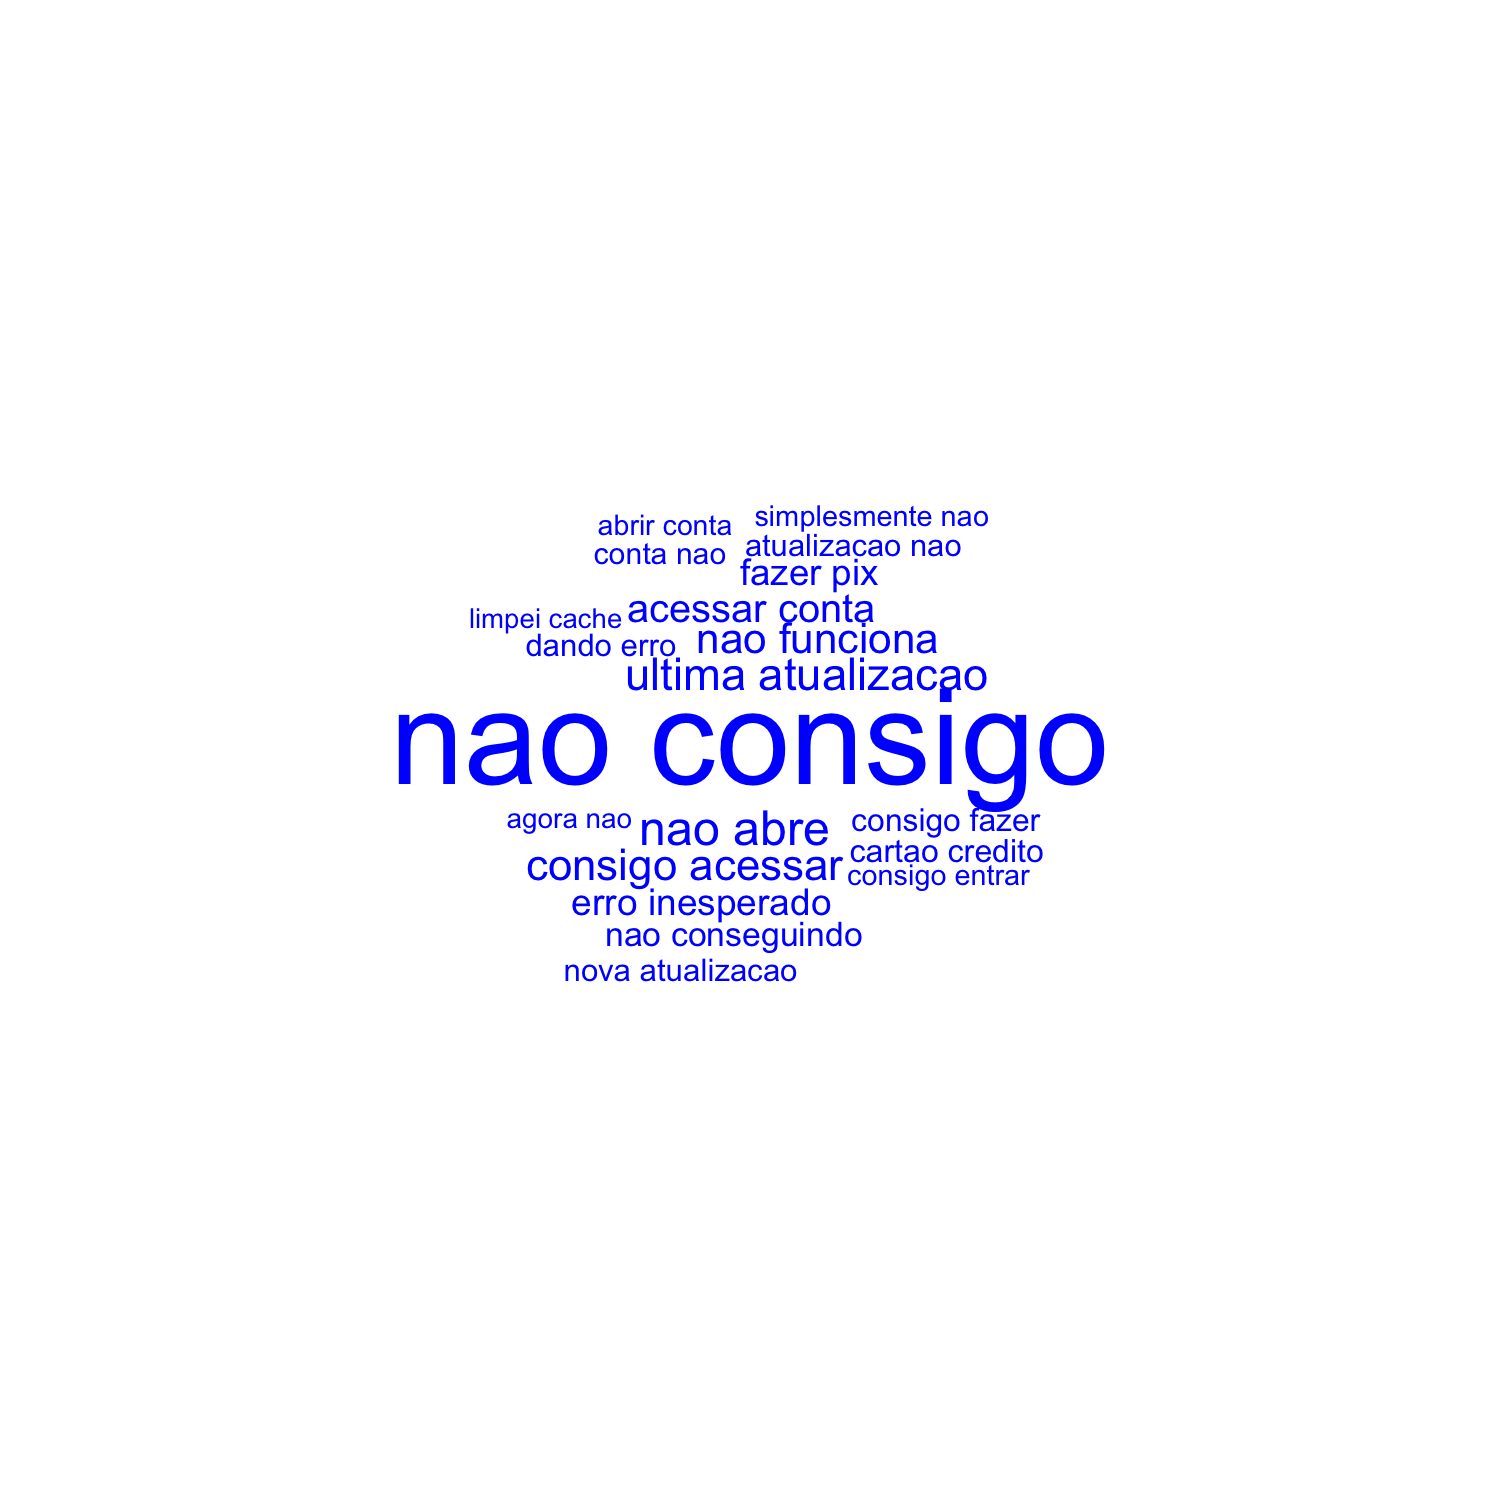 simplesmente nao
abrir conta
atualizacao nao
conta nao
fazer pix
acessar conta
limpei cache
nao funciona
dando erro
ultima atualizacao
nao consigo
agora nao
nao abre
consigo fazer
cartao credito
consigo acessar
consigo entrar
erro inesperado
nao conseguindo
nova atualizacao